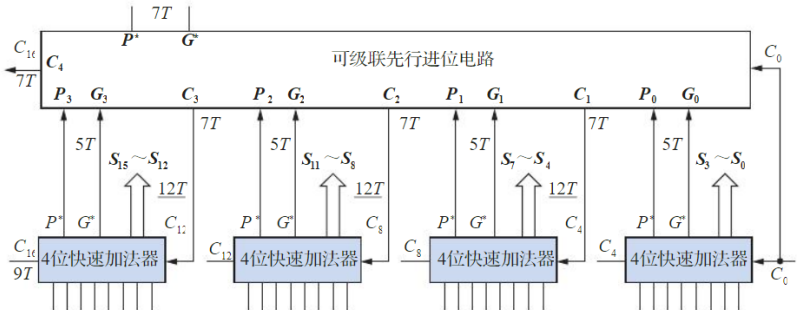 7T
P* G*
可级联先行进位电路
C₁₆ C₄ C₀
7T
P₃ G₃ C₃ P₂ G₂ C₂ P₁ G₁ C₁ P₀ G₀
7T 7T 7T
5T 5T 5T 5T
S₁₅～S₁₂ S₁₁～S₈ S₇～S₄ S₃～S₀
12T 12T 12T
P* G* C₁₂ P* G* C₈ P* G* C₄ P* G*
C₁₆ 4位快速加法器 C₁₂ 4位快速加法器 C₈ 4位快速加法器 C₄ 4位快速加法器 C₀
9T